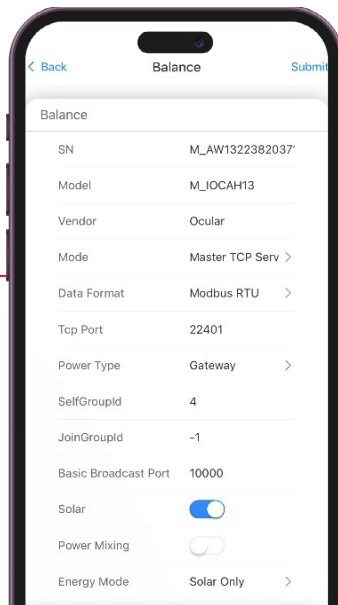 Back Balance Submit
Balance
SN M_AW1322382037
Model M_IOCAH13
Vendor Ocular
Mode Master TCP Serv
Data Format Modbus RTU
Tcp Port 22401
Power Type Gateway
SelfGroupId 4
JoinGroupId -1
Basic Broadcast Port 10000
Solar
Power Mixing
Energy Mode Solar Only